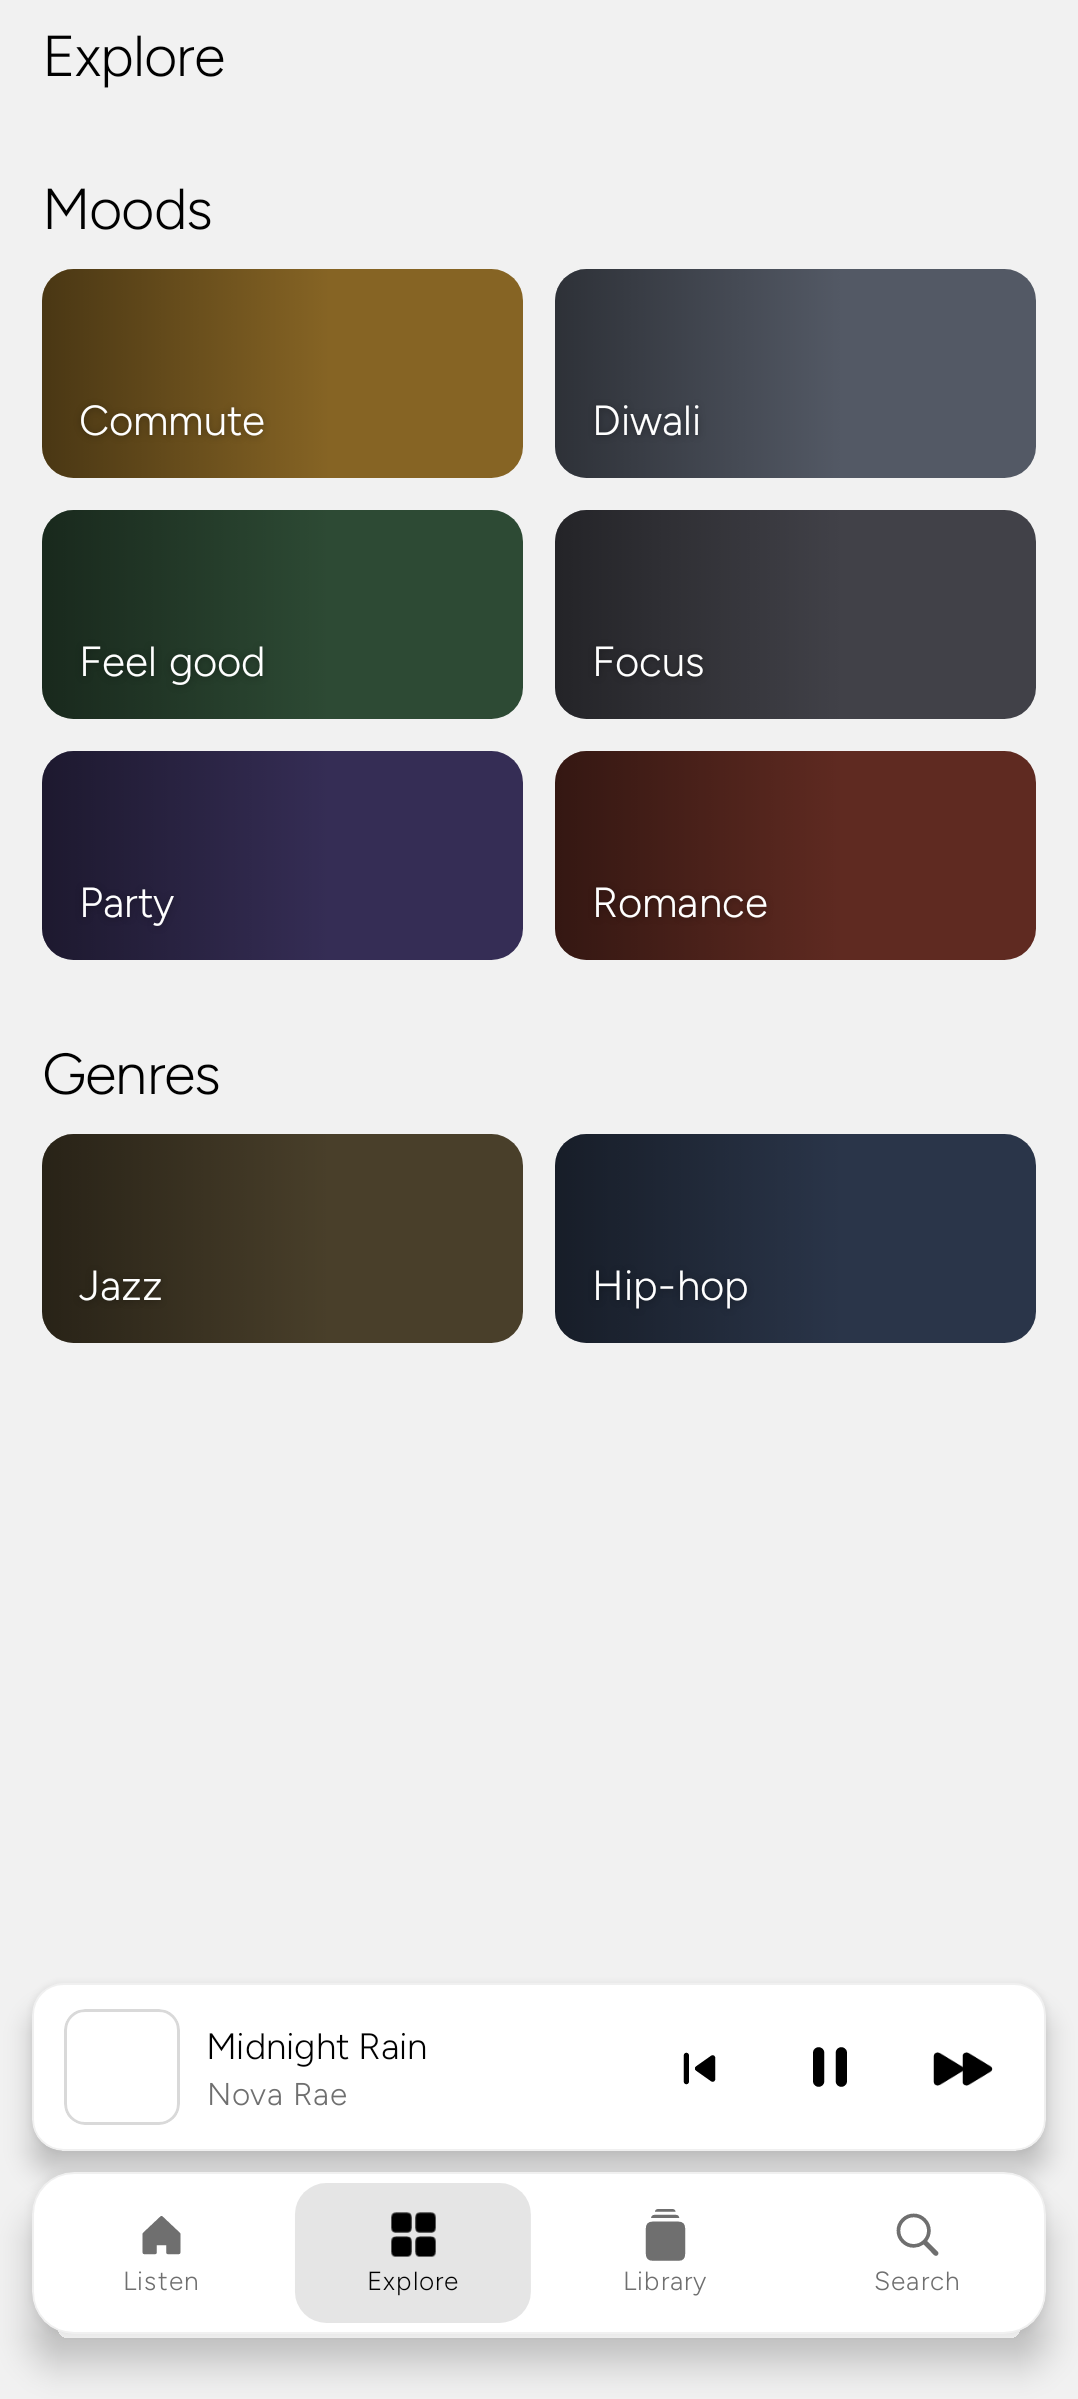 Explore
Moods
Commute
Diwali
Feel good
Focus
Party
Romance
Genres
Jazz
Hip-hop
Midnight Rain
Nova Rae
Listen
Explore
Library
Search